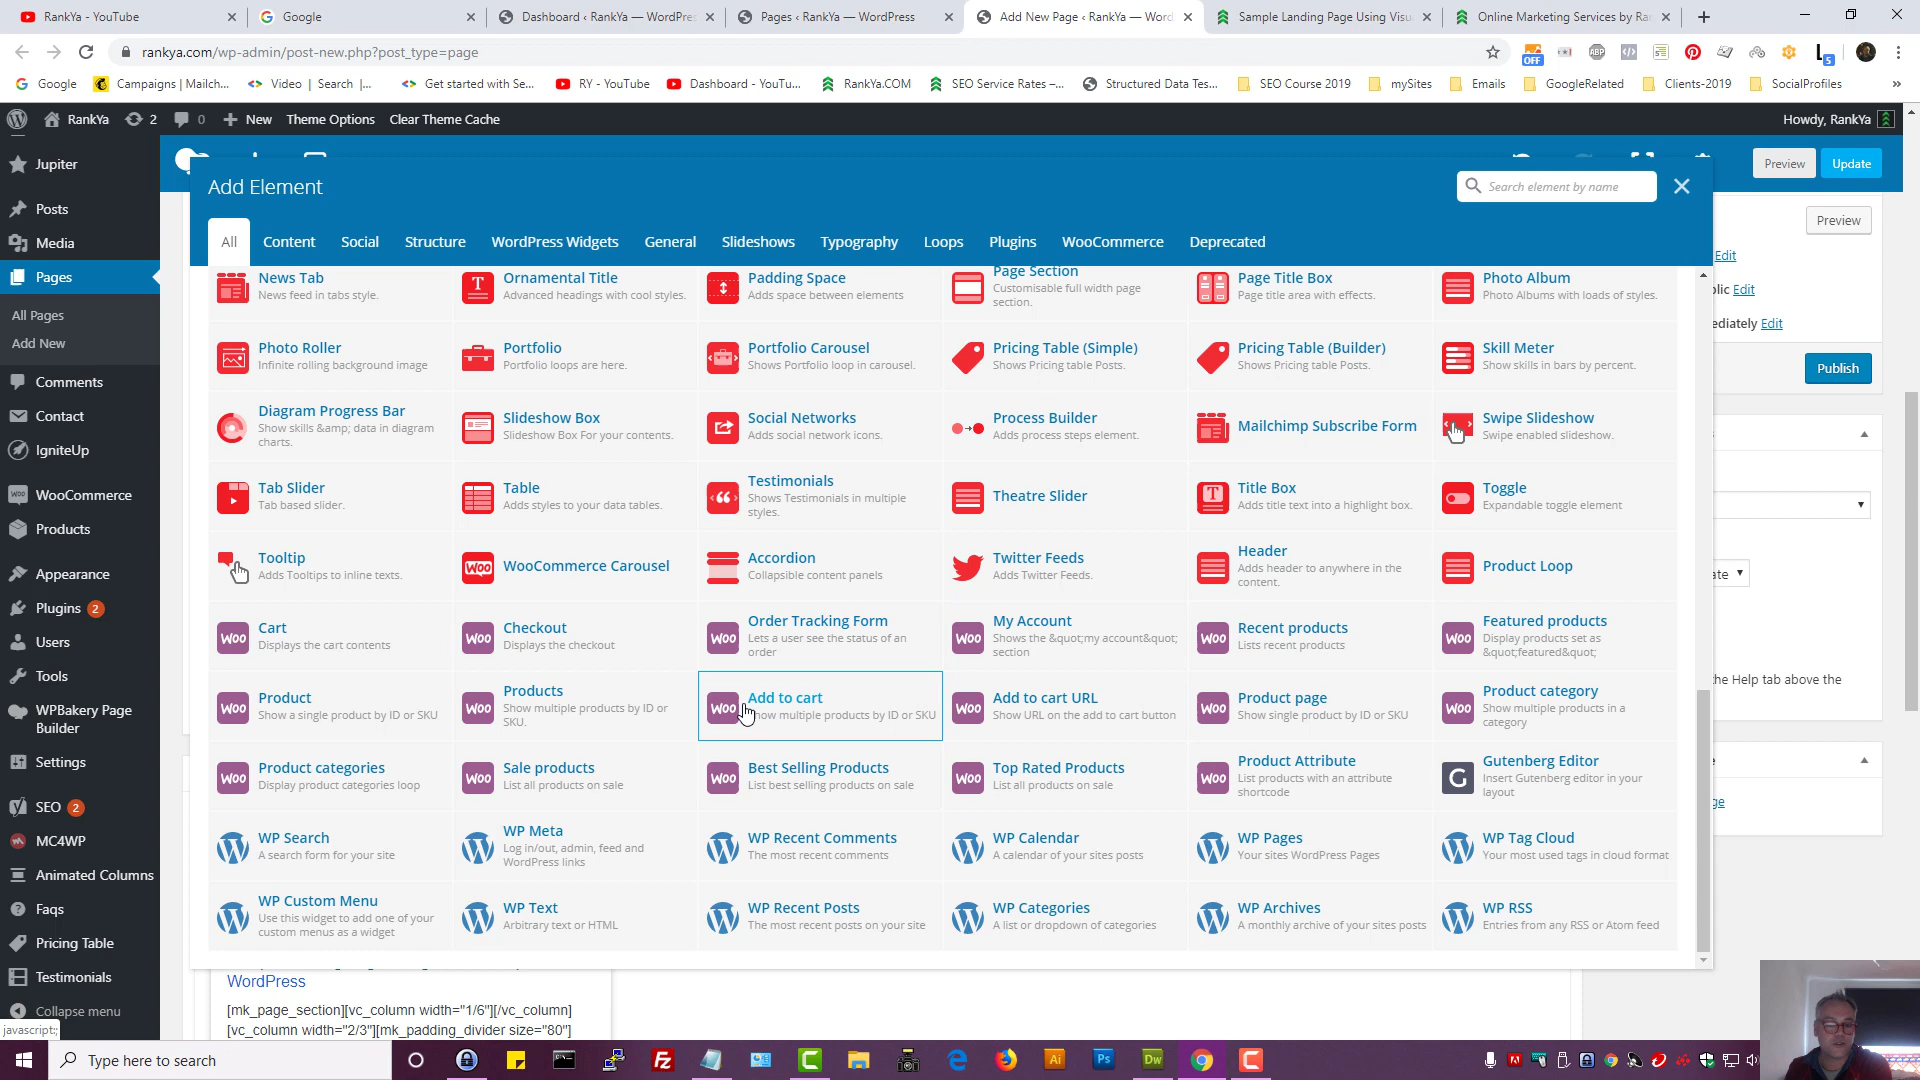 RankYa - YouTube
Google
Dashboard ‹ RankYa — WordPres
Pages ‹ RankYa — WordPress
Add New Page ‹ RankYa — Word
Sample Landing Page Using Visu
Online Marketing Services by Ran
rankya.com/wp-admin/post-new.php?post_type=page
OFF
ABP
5
Google
Campaigns | Mailch...
Video | Search |...
Get started with Se...
RY - YouTube
Dashboard - YouTu...
RankYa.COM
SEO Service Rates –...
Structured Data Tes...
SEO Course 2019
mySites
Emails
GoogleRelated
Clients-2019
SocialProfiles
»
RankYa
2
0
New
Theme Options
Clear Theme Cache
Howdy, RankYa
Jupiter
Posts
Media
Pages
All Pages
Add New
Comments
Contact
IgniteUp
WooCommerce
Products
Appearance
Plugins 2
Users
Tools
WPBakery Page
Builder
Settings
SEO 2
MC4WP
Animated Columns
Faqs
Pricing Table
Testimonials
Collapse menu
javascript:;
Preview
Update
Add Element
Search element by name
All
Content
Social
Structure
WordPress Widgets
General
Slideshows
Typography
Loops
Plugins
WooCommerce
Deprecated
News Tab
News feed in tabs style.
Ornamental Title
Advanced headings with cool styles.
Padding Space
Adds space between elements
Page Section
Customisable full width page
section.
Page Title Box
Page title area with effects.
Photo Album
Photo Albums with loads of styles.
Photo Roller
Infinite rolling background image
Portfolio
Portfolio loops are here.
Portfolio Carousel
Shows Portfolio loop in carousel.
Pricing Table (Simple)
Shows Pricing table Posts.
Pricing Table (Builder)
Shows Pricing table Posts.
Skill Meter
Show skills in bars by percent.
Diagram Progress Bar
Show skills &amp; data in diagram
charts.
Slideshow Box
Slideshow Box For your contents.
Social Networks
Adds social network icons.
Process Builder
Adds process steps element.
Mailchimp Subscribe Form
Swipe Slideshow
Swipe enabled slideshow.
Tab Slider
Tab based slider.
Table
Adds styles to your data tables.
Testimonials
Shows Testimonials in multiple
styles.
Theatre Slider
Title Box
Adds title text into a highlight box.
Toggle
Expandable toggle element
Tooltip
Adds Tooltips to inline texts.
WooCommerce Carousel
Accordion
Collapsible content panels
Twitter Feeds
Adds Twitter Feeds.
Header
Adds header to anywhere in the
content.
Product Loop
Cart
Displays the cart contents
Checkout
Displays the checkout
Order Tracking Form
Lets a user see the status of an
order
My Account
Shows the &quot;my account&quot;
section
Recent products
Lists recent products
Featured products
Display products set as
&quot;featured&quot;
Product
Show a single product by ID or SKU
Products
Show multiple products by ID or
SKU.
Add to cart
Show multiple products by ID or SKU
Add to cart URL
Show URL on the add to cart button
Product page
Show single product by ID or SKU
Product category
Show multiple products in a
category
Product categories
Display product categories loop
Sale products
List all products on sale
Best Selling Products
List best selling products on sale
Top Rated Products
List all products on sale
Product Attribute
List products with an attribute
shortcode
Gutenberg Editor
Insert Gutenberg editor in your
layout
WP Search
A search form for your site
WP Meta
Log in/out, admin, feed and
WordPress links
WP Recent Comments
The most recent comments
WP Calendar
A calendar of your sites posts
WP Pages
Your sites WordPress Pages
WP Tag Cloud
Your most used tags in cloud format
WP Custom Menu
Use this widget to add one of your
custom menus as a widget
WP Text
Arbitrary text or HTML
WP Recent Posts
The most recent posts on your site
WP Categories
A list or dropdown of categories
WP Archives
A monthly archive of your sites posts
WP RSS
Entries from any RSS or Atom feed
Preview
Edit
blic Edit
ediately Edit
Publish
ate
the Help tab above the
ge
WordPress
[mk_page_section][vc_column width="1/6"][/vc_column]
[vc_column width="2/3"][mk_padding_divider size="80"]
Type here to search